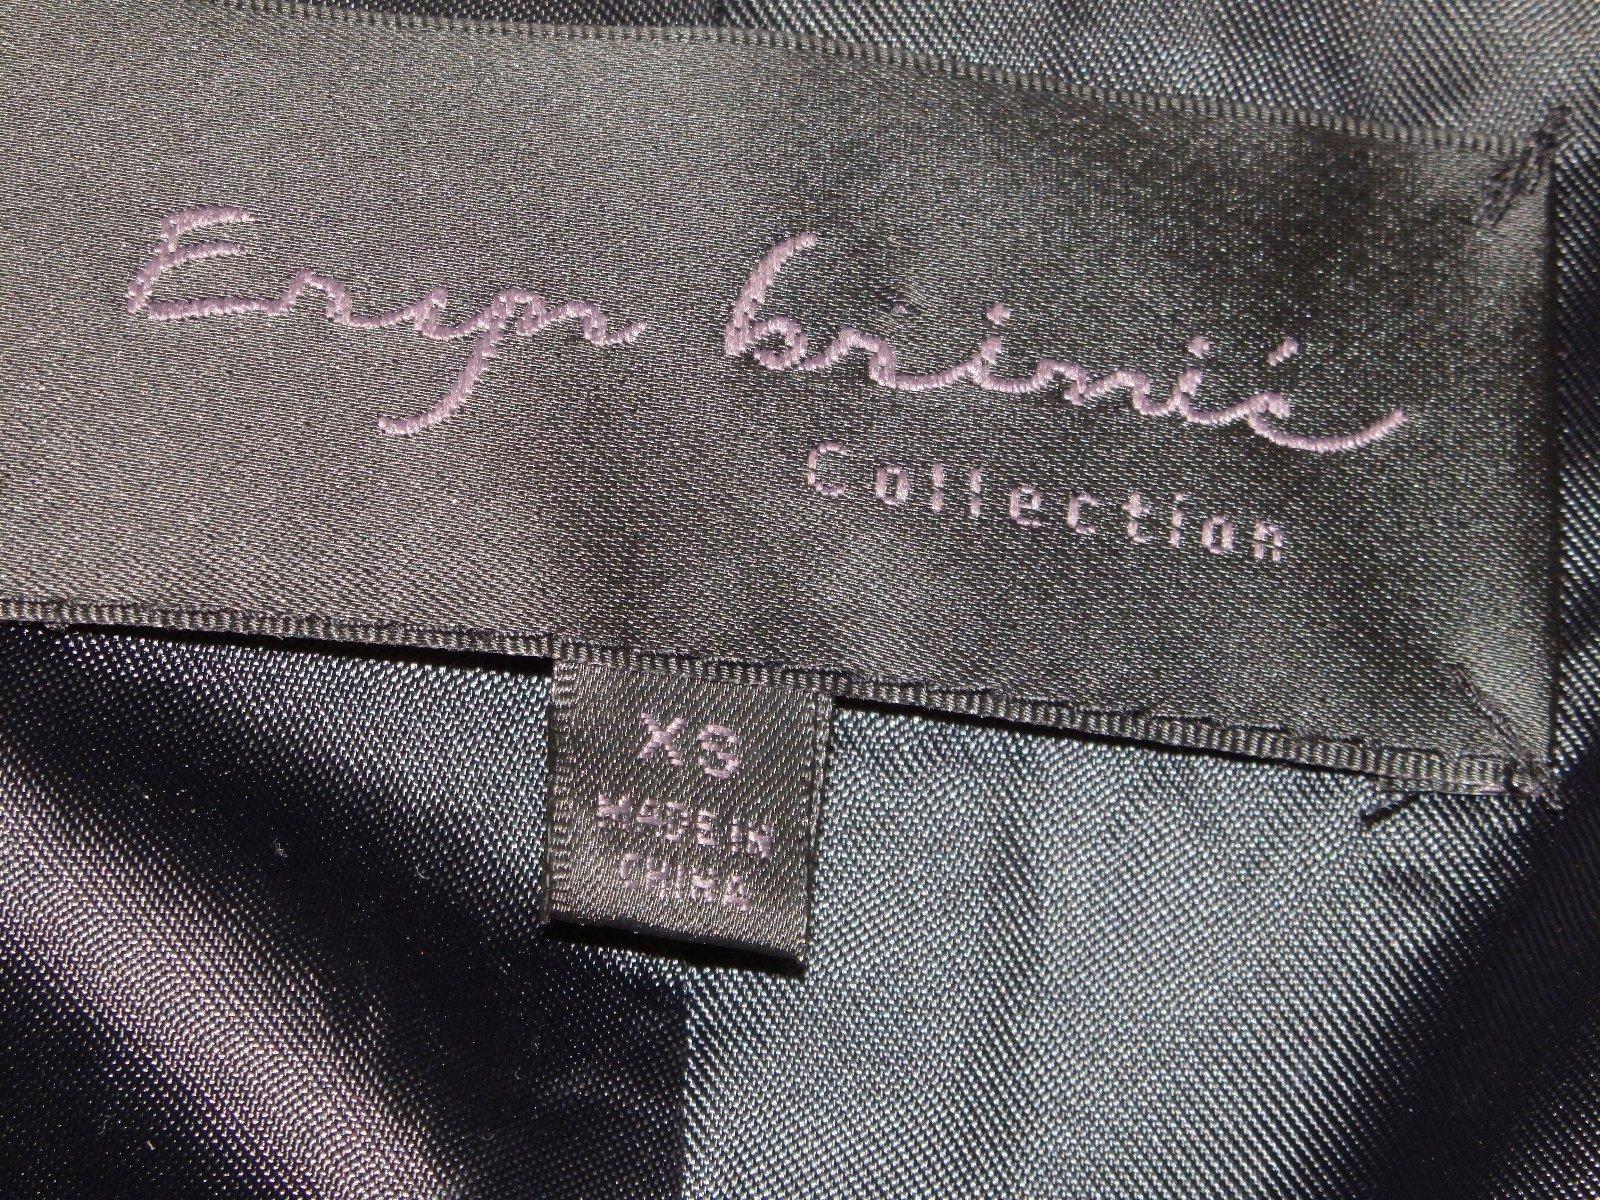 Eryn brinié
Collection
XS
MADE IN
CHINA